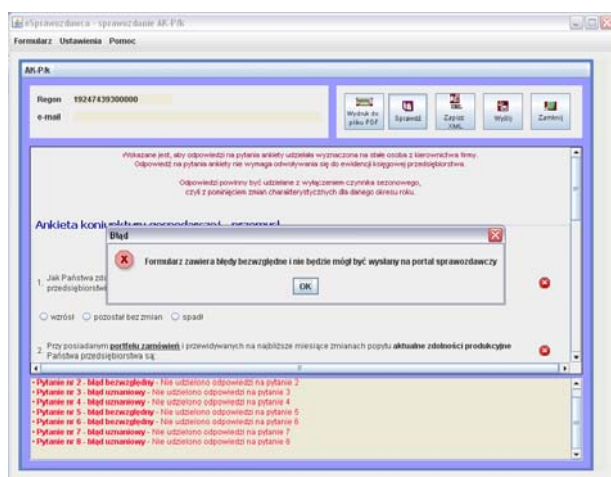 eSprawozdawca - sprawozdanie AK-P/k
Formularz Ustawienia Pomoc
AK-P/k
Regon 19247439300000
e-mail
Wydruk do pliku PDF
Sprawdź
Zapisz XML
Wyślij
Zamknij
Wskazane jest, aby odpowiedzi na pytania ankiety udzielała wyznaczona na stałe osoba z kierownictwa firmy.
Odpowiedź na pytania ankiety nie wymaga odwoływania się do ewidencji księgowej przedsiębiorstwa.
Odpowiedzi powinny być udzielane z wyłączeniem czynnika sezonowego,
czyli z pominięciem zmian charakterystycznych dla danego okresu roku.
Ankieta koniunktury gospodarczej - przemysł
Błąd
Formularz zawiera błędy bezwzględne i nie będzie mógł być wysłany na portal sprawozdawczy
OK
1. Jak Państwa
przedsiębiorstw
wzrósł pozostał bez zmian spadł
2. Przy posiadanym portfelu zamówień i przewidywanych na najbliższe miesiące zmianach popytu aktualne zdolności produkcyjne
Państwa przedsiębiorstwa są:
• Pytanie nr 2 - błąd bezwzględny - Nie udzielono odpowiedzi na pytanie 2
• Pytanie nr 3 - błąd uznaniowy - Nie udzielono odpowiedzi na pytanie 3
• Pytanie nr 4 - błąd uznaniowy - Nie udzielono odpowiedzi na pytanie 4
• Pytanie nr 5 - błąd uznaniowy - Nie udzielono odpowiedzi na pytanie 5
• Pytanie nr 6 - błąd bezwzględny - Nie udzielono odpowiedzi na pytanie 6
• Pytanie nr 7 - błąd uznaniowy - Nie udzielono odpowiedzi na pytanie 7
• Pytanie nr 8 - błąd uznaniowy - Nie udzielono odpowiedzi na pytanie 8